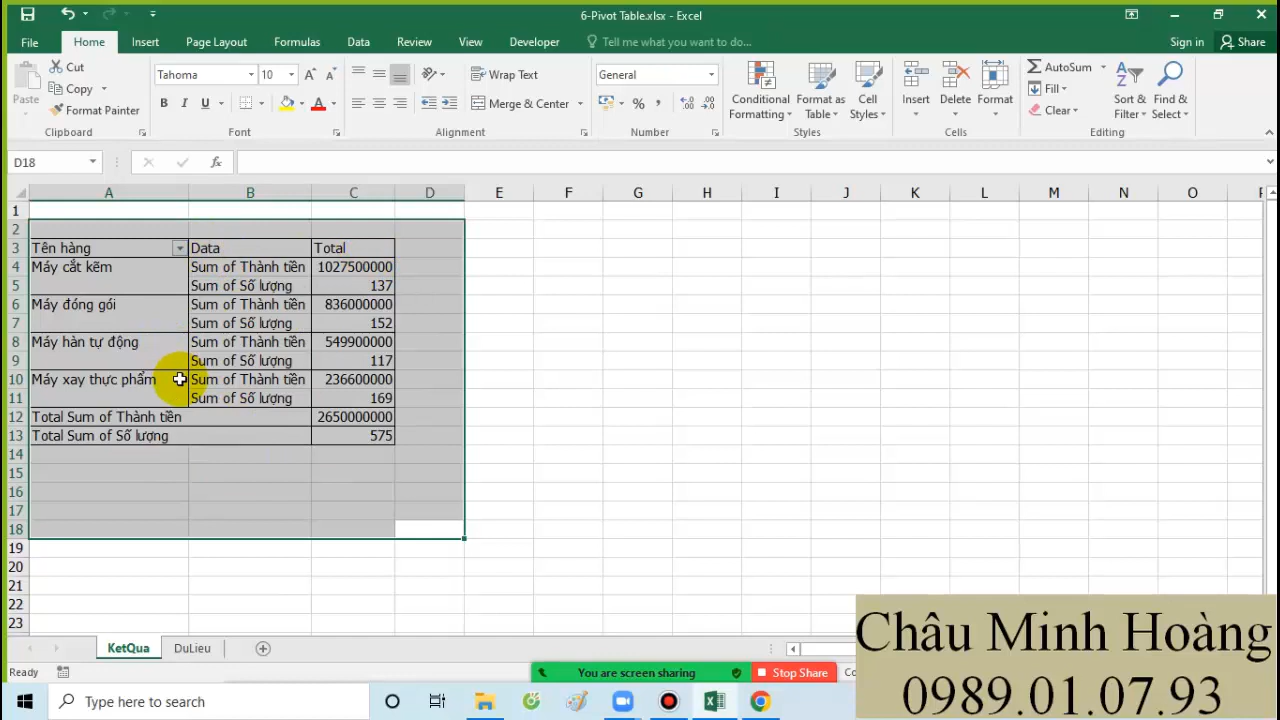 6-Pivot Table.xlsx - Excel
File Home Insert Page Layout Formulas Data Review View Developer Tell me what you want to do... Sign in Share
Paste Cut Copy Format Painter Clipboard
Tahoma 10 B I U Font
Wrap Text Merge & Center Alignment
General % , Number
Conditional Formatting Format as Table Cell Styles Styles
Insert Delete Format Cells
AutoSum Fill Clear Sort & Filter Find & Select Editing
D18 fx
A B C D E F G H I J K L M N O
1
2
3 Tên hàng Data Total
4 Máy cắt kẽm Sum of Thành tiền 1027500000
5 Sum of Số lượng 137
6 Máy đóng gói Sum of Thành tiền 836000000
7 Sum of Số lượng 152
8 Máy hàn tự động Sum of Thành tiền 549900000
9 Sum of Số lượng 117
10 Máy xay thực phẩm Sum of Thành tiền 236600000
11 Sum of Số lượng 169
12 Total Sum of Thành tiền 2650000000
13 Total Sum of Số lượng 575
14
15
16
17
18
19
20
21
22
23
Châu Minh Hoàng
0989.01.07.93
KetQua DuLieu
Ready
You are screen sharing Stop Share
Type here to search